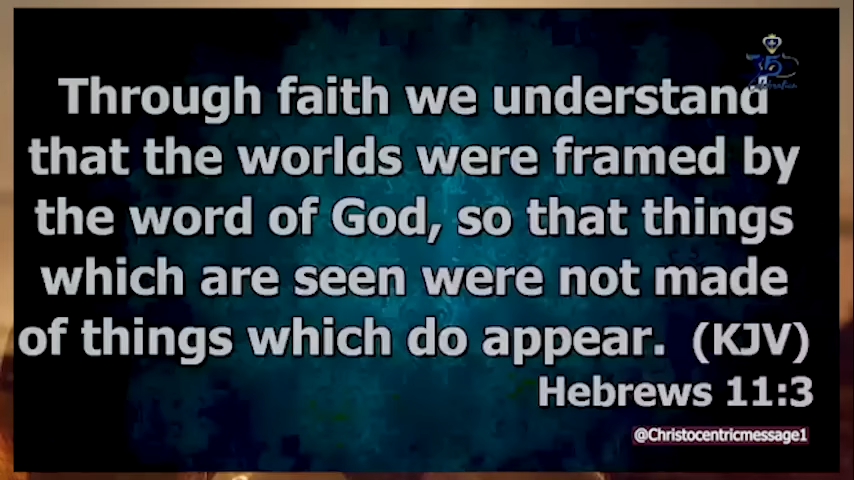 Through faith we understand
that the worlds were framed by
the word of God, so that things
which are seen were not made
of things which do appear. (KJV)
Hebrews 11:3
@Christocentricmessage1